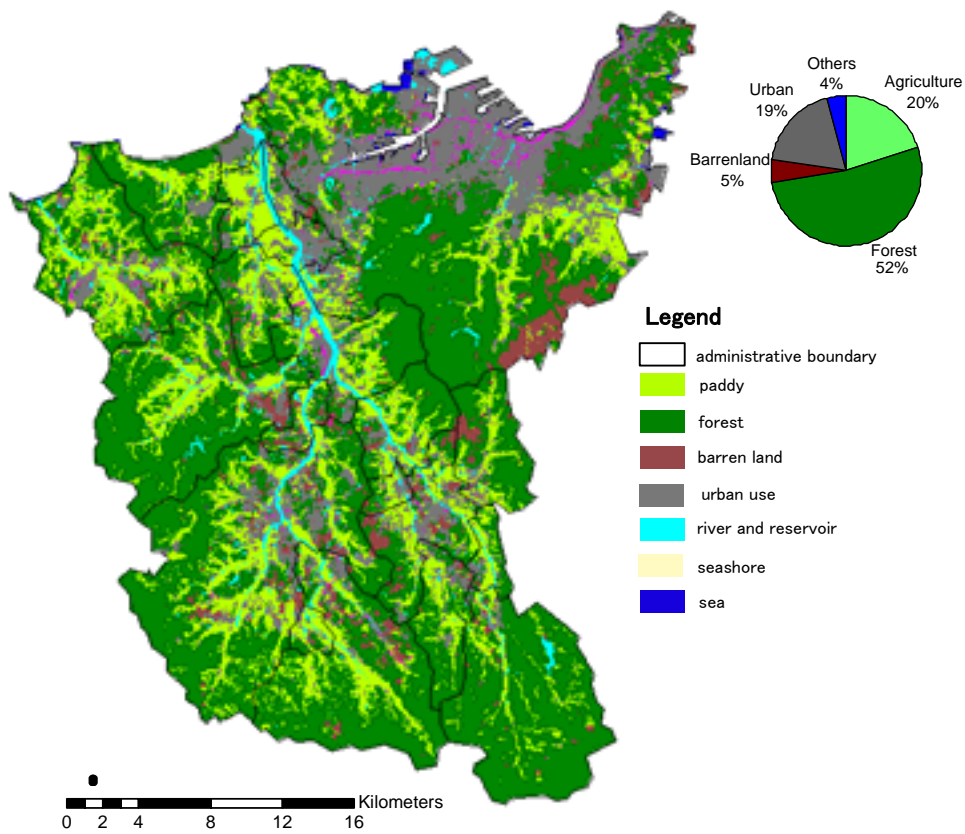 Others
4%
Agriculture
20%
Urban
19%
Barrenland
5%
Forest
52%
Legend
administrative boundary
paddy
forest
barren land
urban use
river and reservoir
seashore
sea
Kilometers
0 2 4 8 12 16